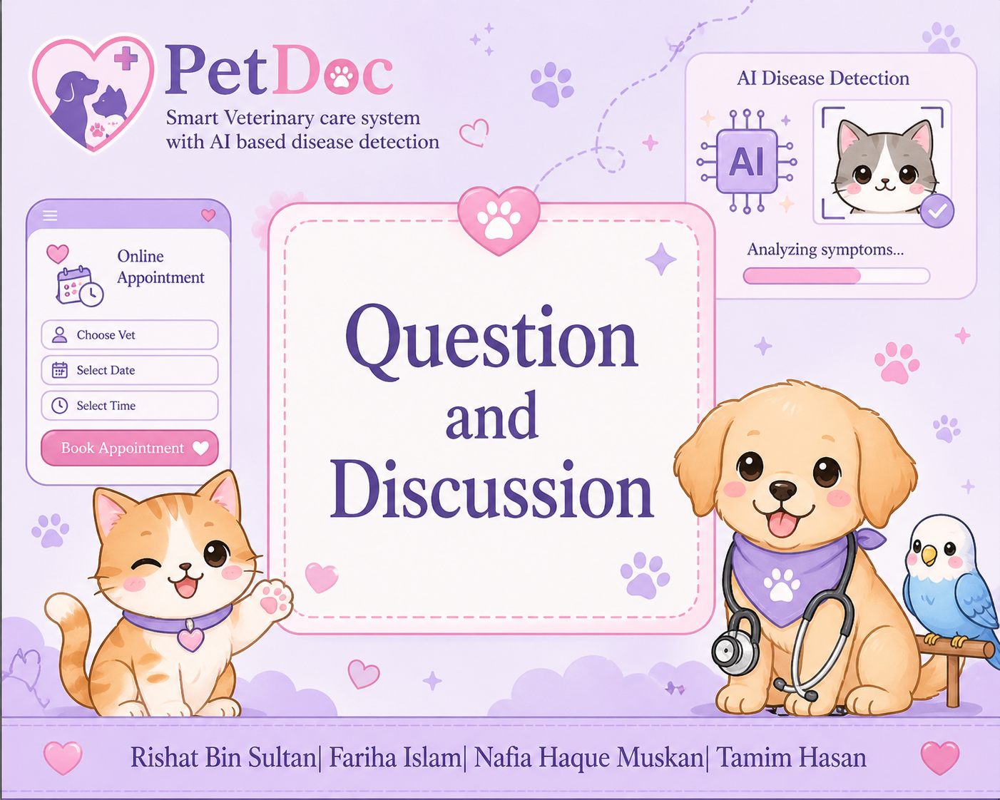 PetDoc
Smart Veterinary care system
with AI based disease detection
AI Disease Detection
AI
Analyzing symptoms...
Online
Appointment
Choose Vet
Select Date
Select Time
Book Appointment
Question
and
Discussion
Rishat Bin Sultan| Fariha Islam| Nafia Haque Muskan| Tamim Hasan